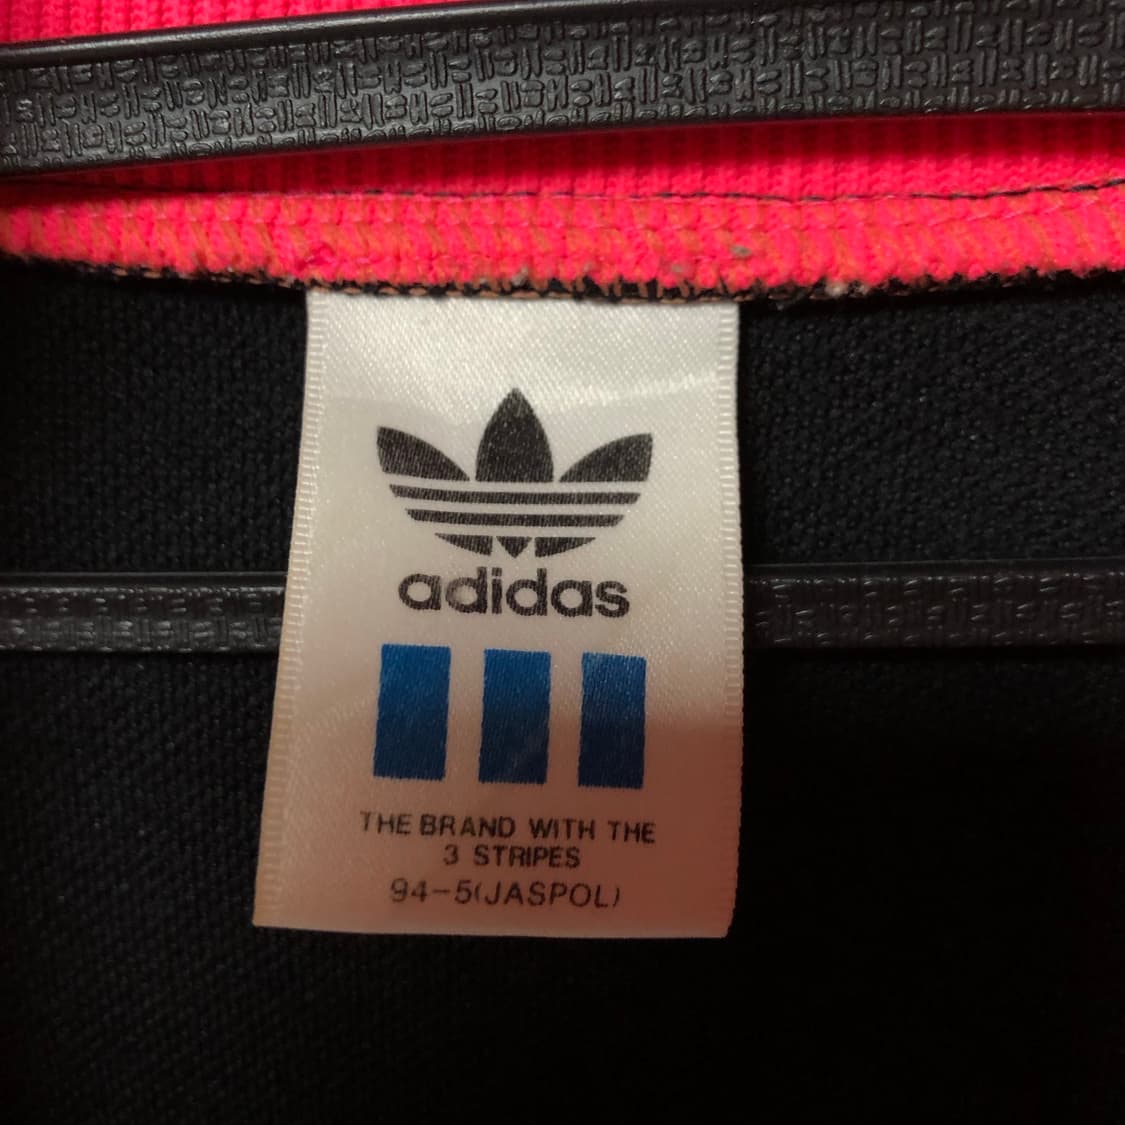 adidas
THE BRAND WITH THE
3 STRIPES
94-5(JASPOL)